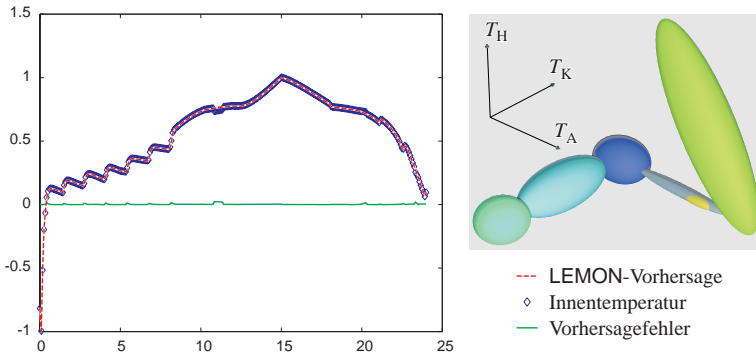 1.5
1
0.5
0
-0.5
-1
0 5 10 15 20 25
T_H
T_K
T_A
LEMON-Vorhersage
Innentemperatur
Vorhersagefehler